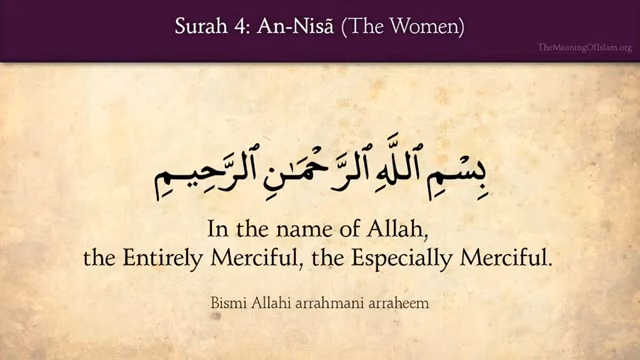 Surah 4: An-Nisã (The Women)
TheMeaningOfIslam.org
بِسْمِ ٱللَّهِ ٱلرَّحْمَـٰنِ ٱلرَّحِيمِ
In the name of Allah,
the Entirely Merciful, the Especially Merciful.
Bismi Allahi arrahmani arraheem